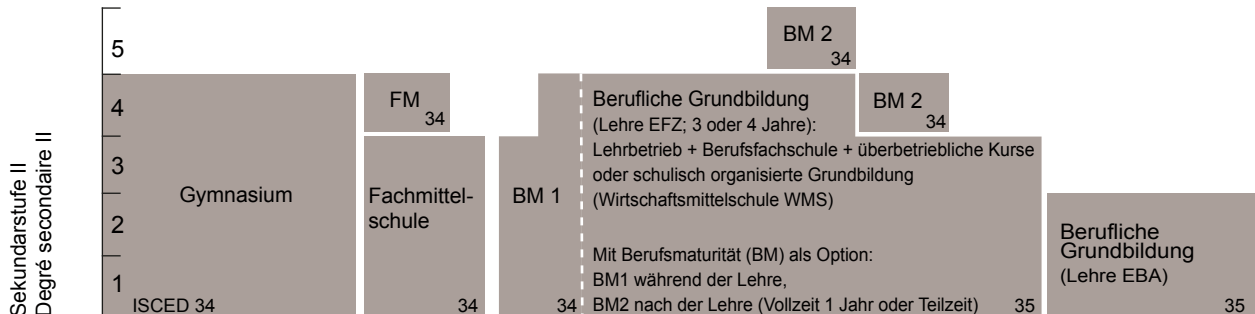 Sekundarstufe II
Degré secondaire II
5
4
3
2
1
Gymnasium
ISCED 34
FM
34
Fachmittel-
schule
34
BM 1
34
BM 2
34
BM 2
34
Berufliche Grundbildung
(Lehre EFZ; 3 oder 4 Jahre):
Lehrbetrieb + Berufsfachschule + überbetriebliche Kurse
oder schulisch organisierte Grundbildung
(Wirtschaftsmittelschule WMS)
Mit Berufsmaturität (BM) als Option:
BM1 während der Lehre,
BM2 nach der Lehre (Vollzeit 1 Jahr oder Teilzeit)
35
Berufliche
Grundbildung
(Lehre EBA)
35